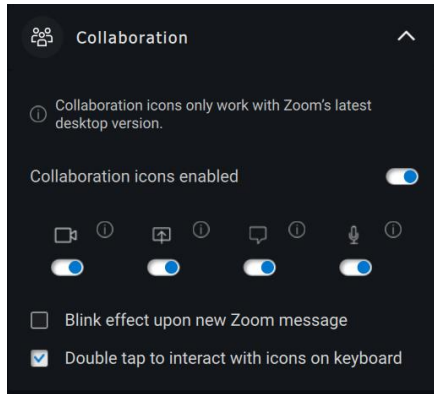 Collaboration
Collaboration icons only work with Zoom's latest
desktop version.
Collaboration icons enabled
Blink effect upon new Zoom message
Double tap to interact with icons on keyboard